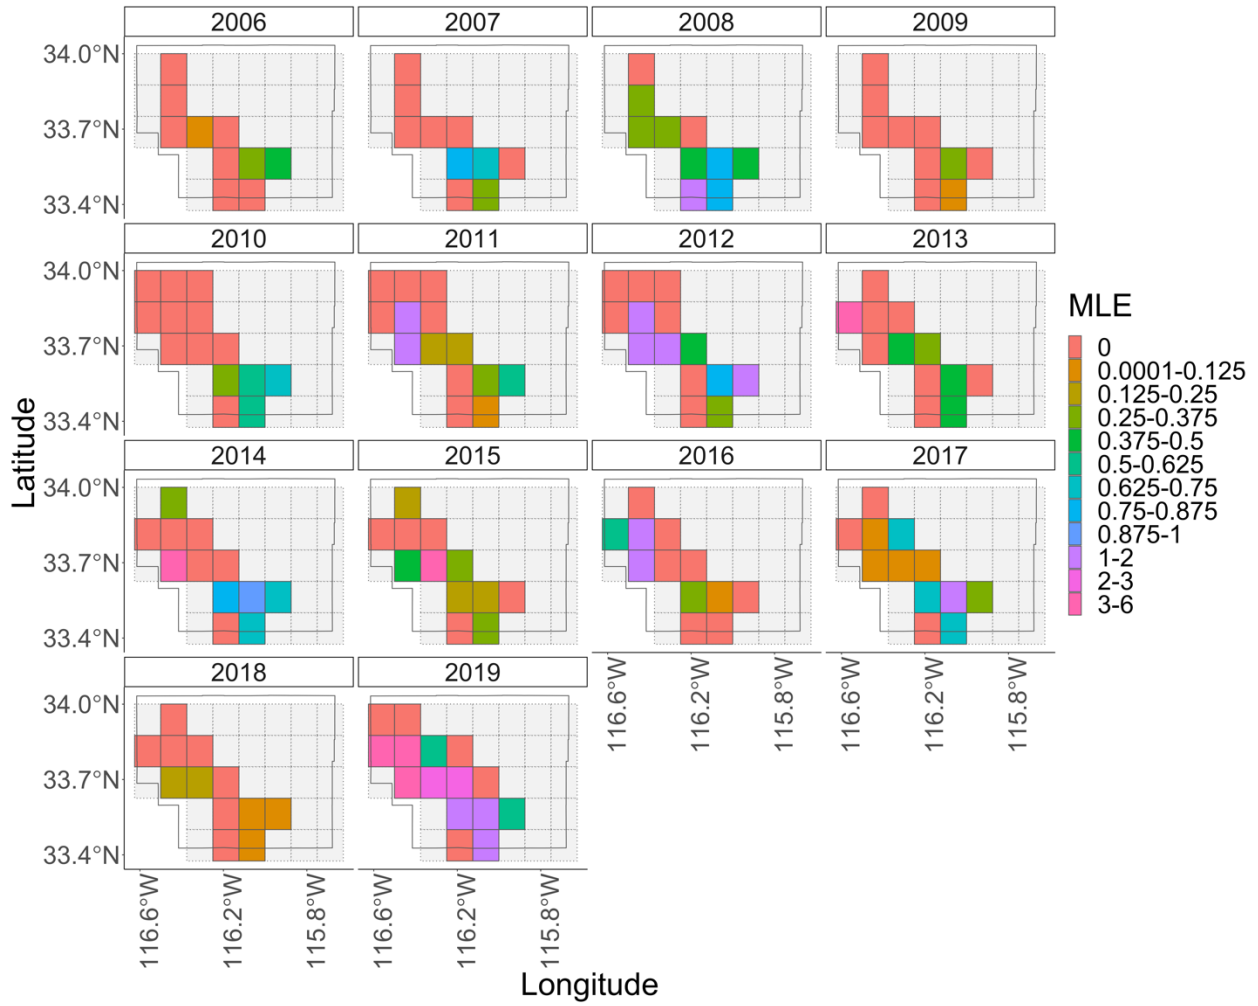 2006 2007 2008 2009
34.0°N
33.7°N
33.4°N
2010 2011 2012 2013
34.0°N
33.7°N
33.4°N
2014 2015 2016 2017
34.0°N
33.7°N
33.4°N
116.6°W 116.2°W 115.8°W 116.6°W 116.2°W 115.8°W
2018 2019
34.0°N
33.7°N
33.4°N
116.6°W 116.2°W 115.8°W 116.6°W 116.2°W 115.8°W
Latitude
Longitude
MLE
0
0.0001-0.125
0.125-0.25
0.25-0.375
0.375-0.5
0.5-0.625
0.625-0.75
0.75-0.875
0.875-1
1-2
2-3
3-6